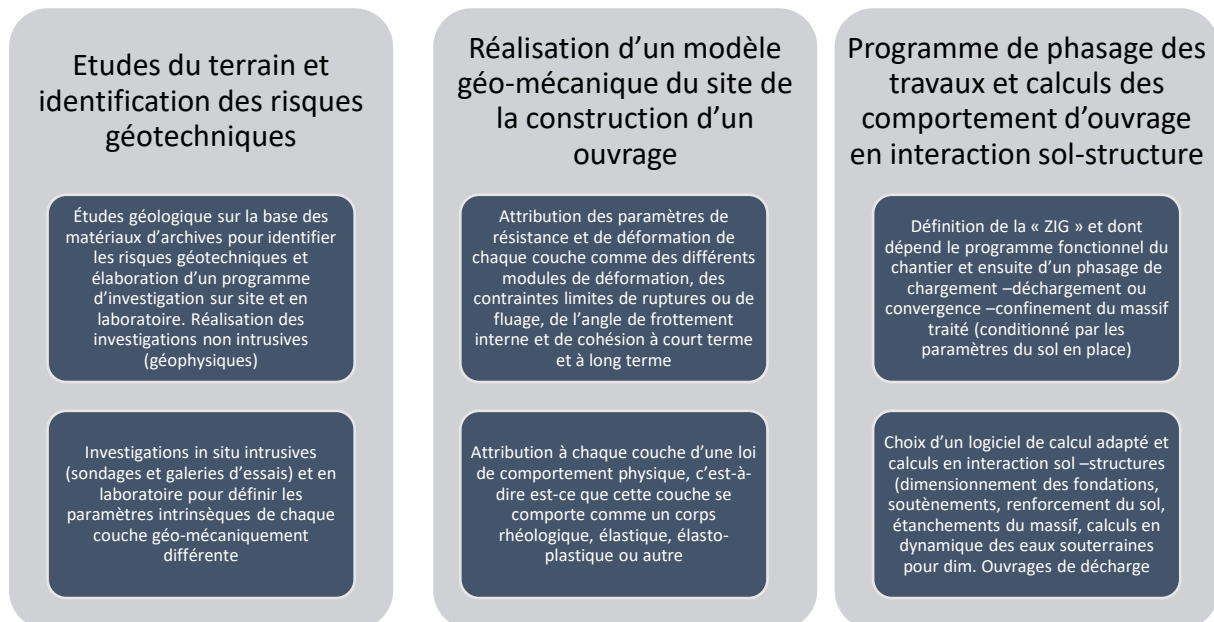 Etudes du terrain et
identification des risques
géotechniques
Études géologique sur la base des
matériaux d'archives pour identifier
les risques géotechniques et
élaboration d'un programme
d'investigation sur site et en
laboratoire. Réalisation des
investigations non intrusives
(géophysiques)
Investigations in situ intrusives
(sondages et galeries d'essais) et en
laboratoire pour définir les
paramètres intrinsèques de chaque
couche géo-mécaniquement
différente
Réalisation d'un modèle
géo-mécanique du site de
la construction d'un
ouvrage
Attribution des paramètres de
résistance et de déformation de
chaque couche comme des différents
modules de déformation, des
contraintes limites de ruptures ou de
fluage, de l'angle de frottement
interne et de cohésion à court terme
et à long terme
Attribution à chaque couche d'une loi
de comportement physique, c'est-à-
dire est-ce que cette couche se
comporte comme un corps
rhéologique, élastique, élasto-
plastique ou autre
Programme de phasage des
travaux et calculs des
comportement d'ouvrage
en interaction sol-structure
Définition de la « ZIG » et dont
dépend le programme fonctionnel du
chantier et ensuite d'un phasage de
chargement –déchargement ou
convergence –confinement du massif
traité (conditionné par les
paramètres du sol en place)
Choix d'un logiciel de calcul adapté et
calculs en interaction sol –structures
(dimensionnement des fondations,
soutènements, renforcement du sol,
étanchements du massif, calculs en
dynamique des eaux souterraines
pour dim. Ouvrages de décharge